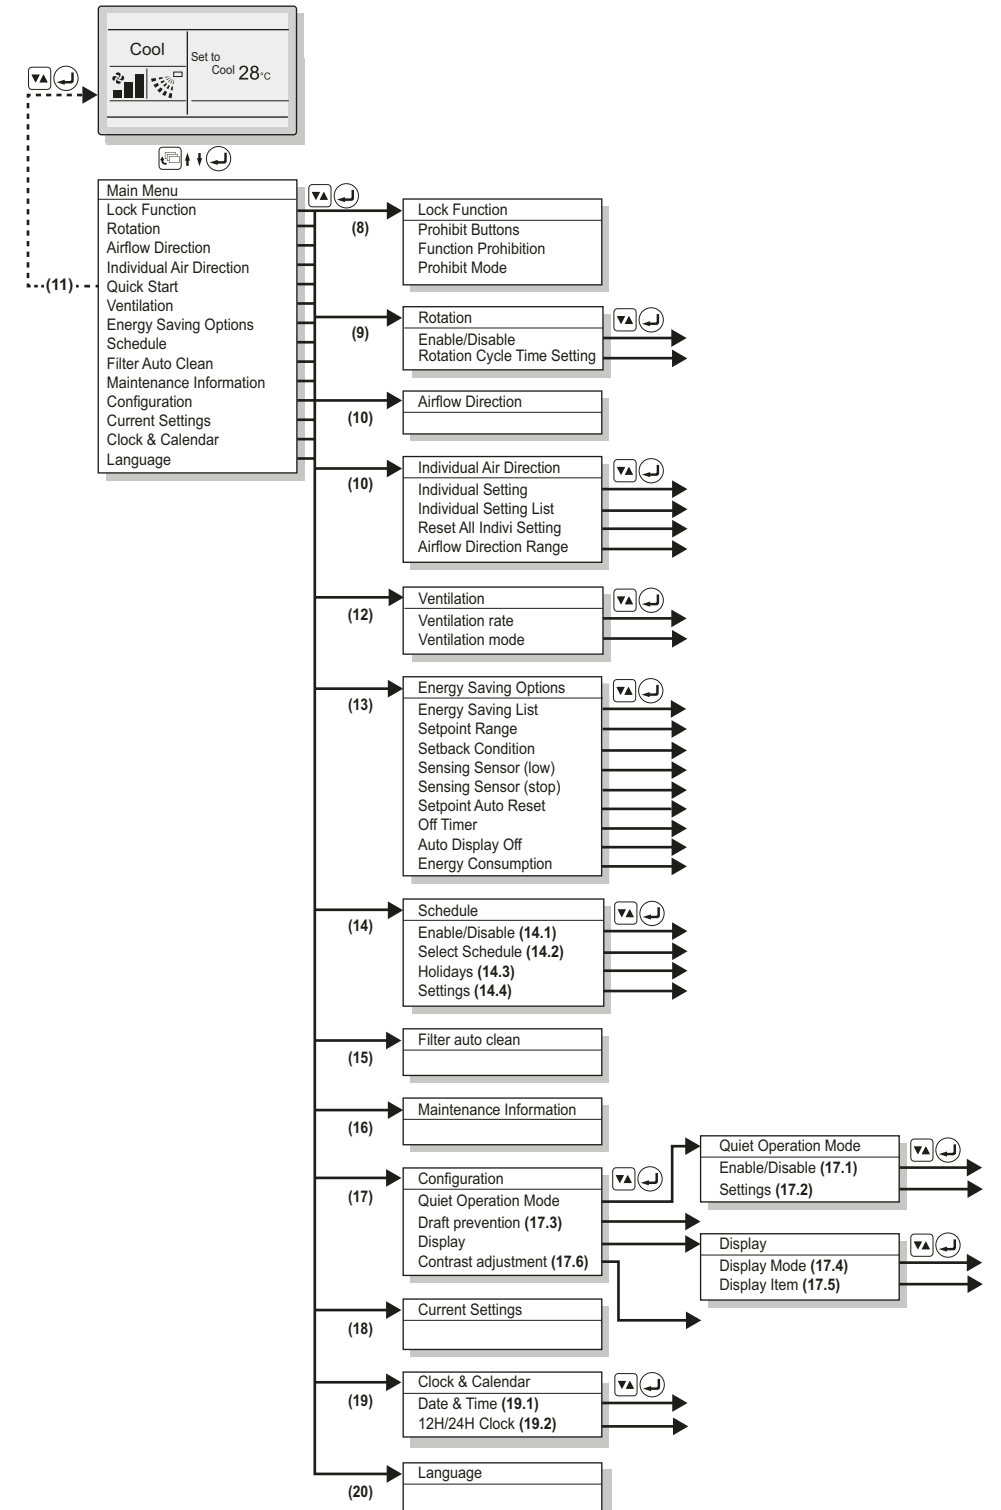 Cool
Set to
Cool 28°C
Main Menu
Lock Function
Rotation
Airflow Direction
Individual Air Direction
Quick Start
Ventilation
Energy Saving Options
Schedule
Filter Auto Clean
Maintenance Information
Configuration
Current Settings
Clock & Calendar
Language
(11)
(8)
Lock Function
Prohibit Buttons
Function Prohibition
Prohibit Mode
(9)
Rotation
Enable/Disable
Rotation Cycle Time Setting
(10)
Airflow Direction
(10)
Individual Air Direction
Individual Setting
Individual Setting List
Reset All Indivi Setting
Airflow Direction Range
(12)
Ventilation
Ventilation rate
Ventilation mode
(13)
Energy Saving Options
Energy Saving List
Setpoint Range
Setback Condition
Sensing Sensor (low)
Sensing Sensor (stop)
Setpoint Auto Reset
Off Timer
Auto Display Off
Energy Consumption
(14)
Schedule
Enable/Disable (14.1)
Select Schedule (14.2)
Holidays (14.3)
Settings (14.4)
(15)
Filter auto clean
(16)
Maintenance Information
(17)
Configuration
Quiet Operation Mode
Draft prevention (17.3)
Display
Contrast adjustment (17.6)
Quiet Operation Mode
Enable/Disable (17.1)
Settings (17.2)
Display
Display Mode (17.4)
Display Item (17.5)
(18)
Current Settings
(19)
Clock & Calendar
Date & Time (19.1)
12H/24H Clock (19.2)
(20)
Language